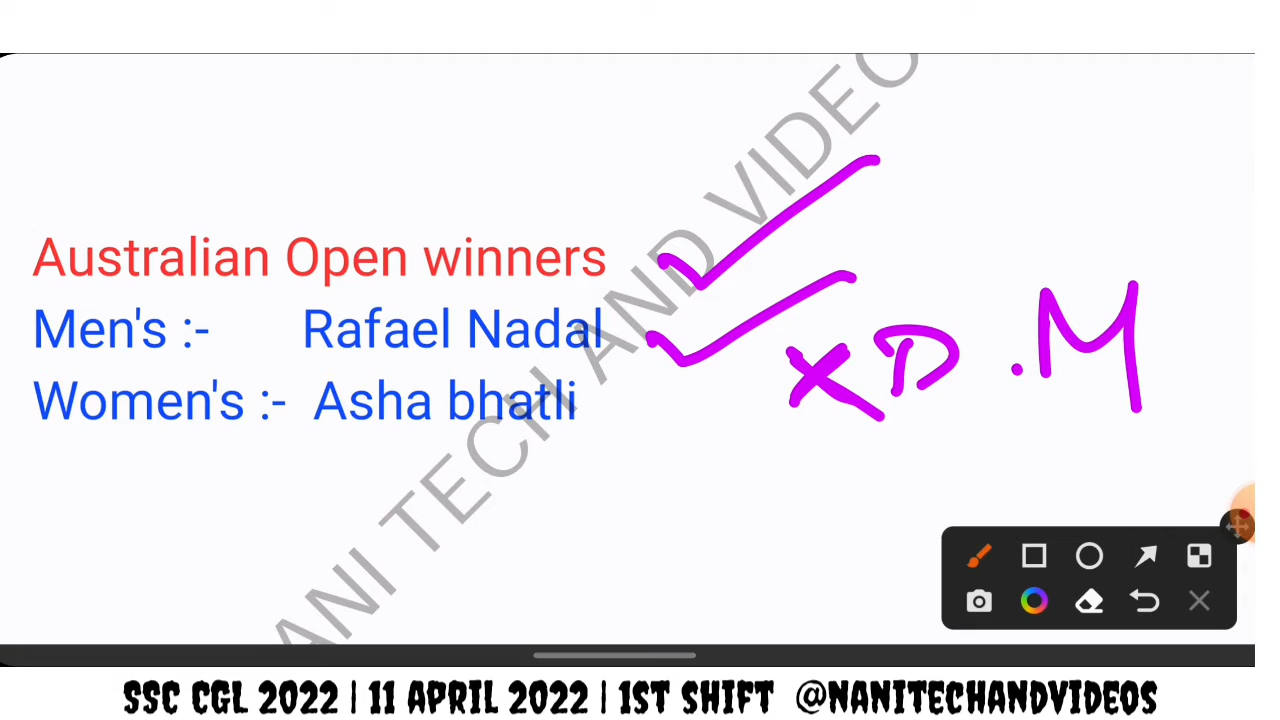 Australian Open winners
Men's :- Rafael Nadal
Women's :- Asha bhatli
ANI TECH AND VIDEO
X D . M
SSC CGL 2022 | 11 APRIL 2022 | 1ST SHIFT @NANITECHANDVIDEOS